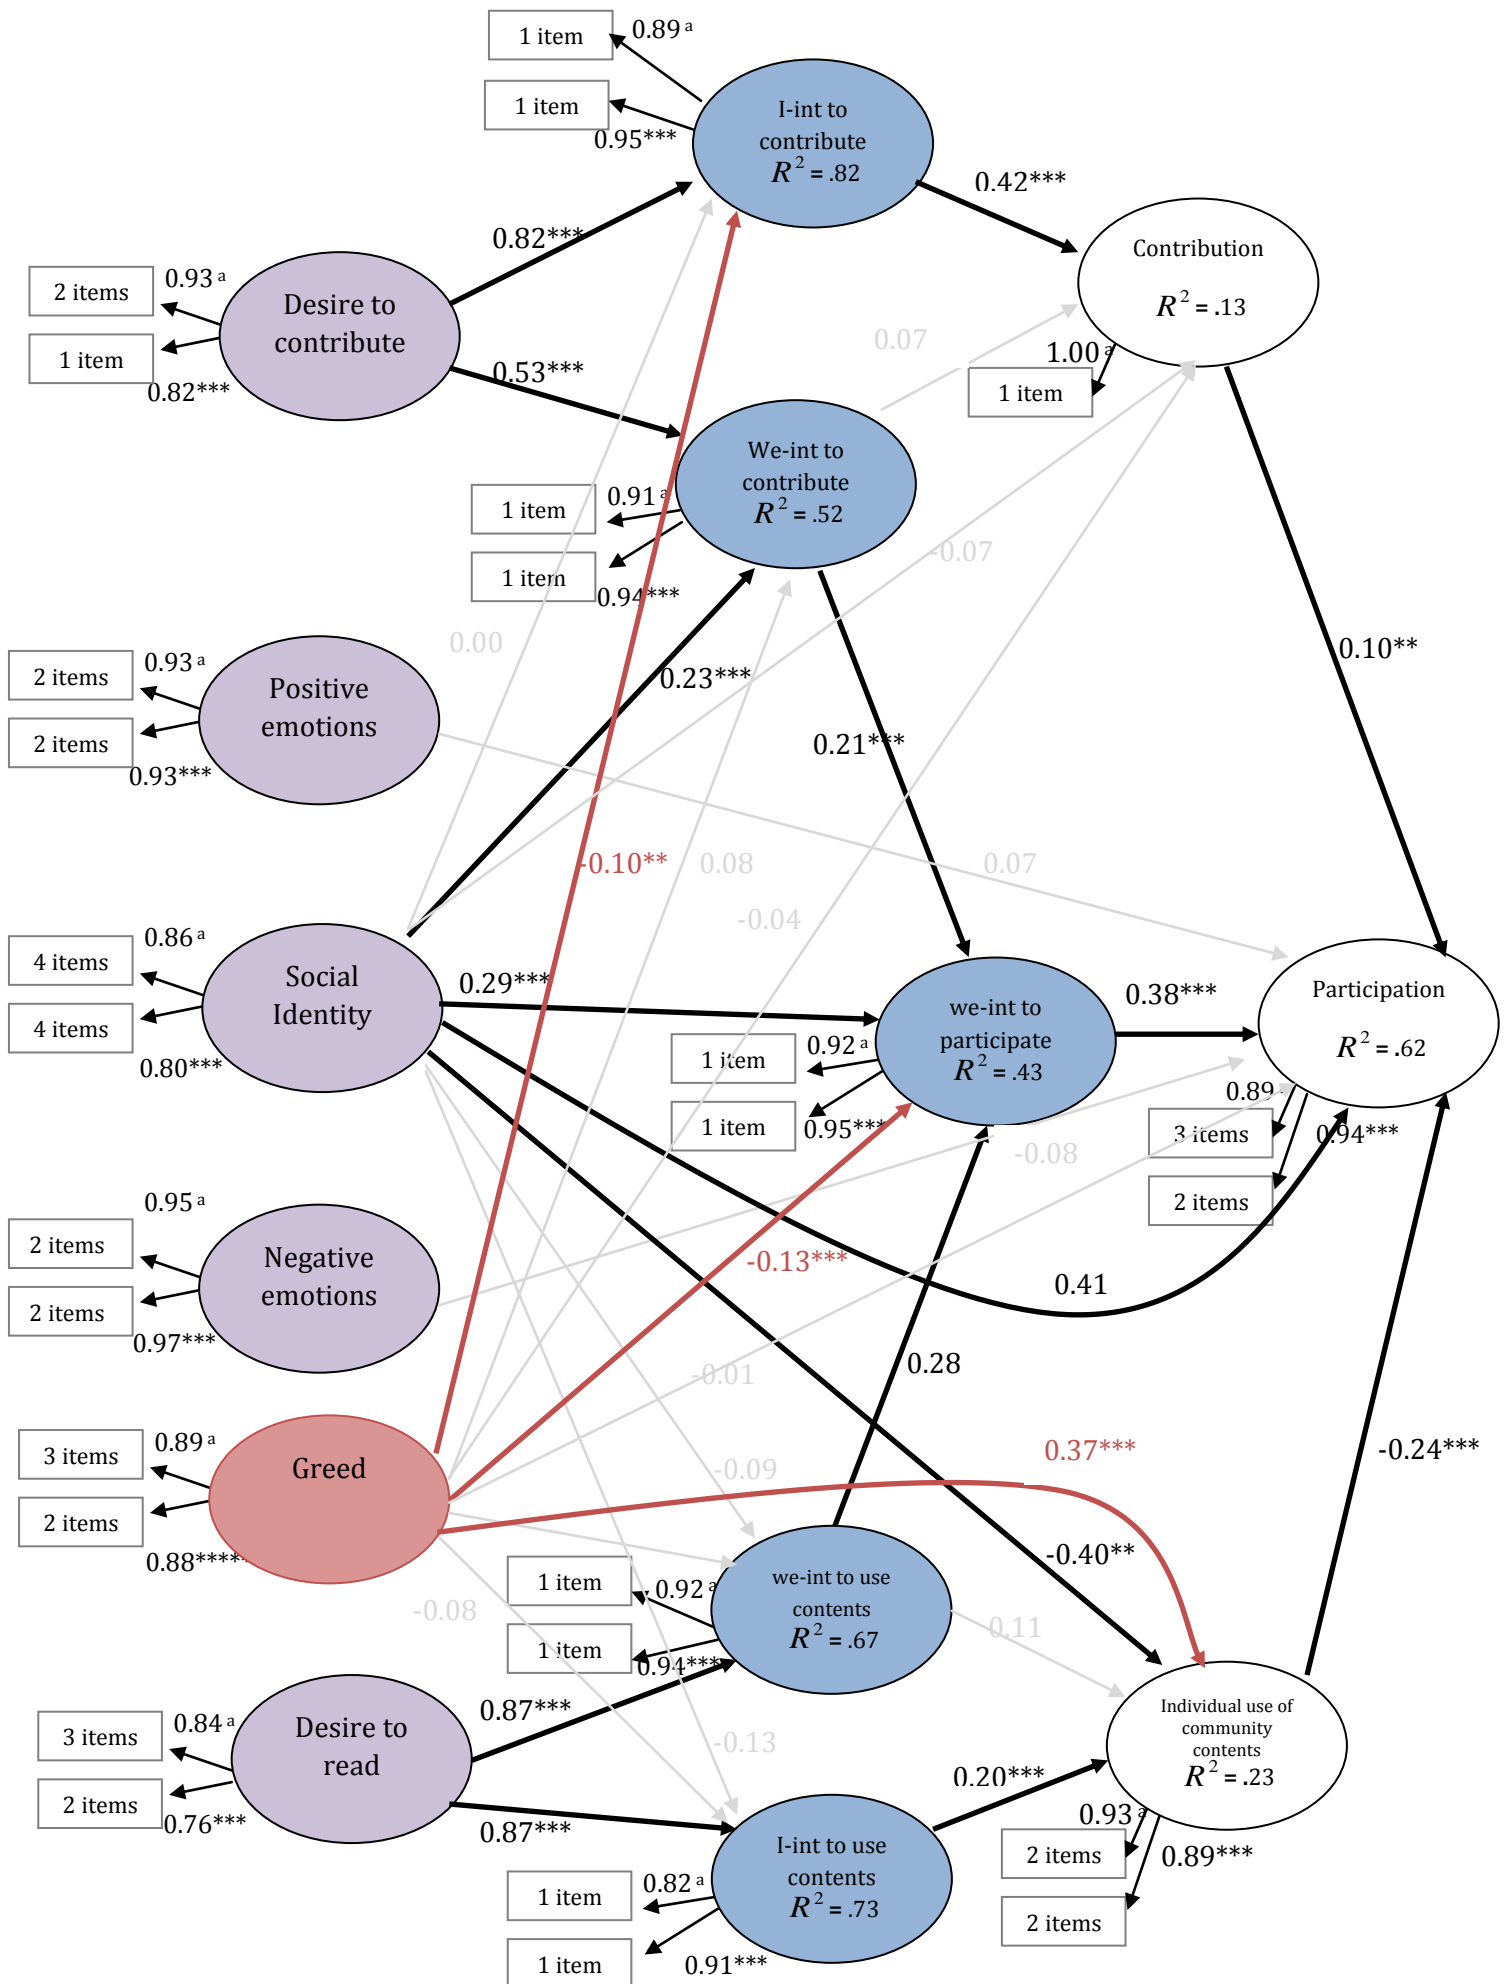 1 item
0.89 a
1 item
0.95***
I-int to
contribute
R² = .82
0.42***
0.82***
Contribution
R² = .13
1.00 a
1 item
2 items
0.93 a
1 item
0.82***
Desire to
contribute
0.53***
0.07
We-int to
contribute
R² = .52
1 item
0.91 a
1 item
0.94***
-0.07
0.00
0.23***
0.10**
2 items
0.93 a
2 items
0.93***
Positive
emotions
0.21***
-0.10**
0.08
0.07
-0.04
4 items
0.86 a
4 items
0.80***
Social
Identity
0.29***
we-int to
participate
R² = .43
0.38***
Participation
R² = .62
1 item
0.92 a
1 item
0.95***
0.89 a
3 items
0.94***
2 items
-0.08
0.95 a
2 items
2 items
0.97***
Negative
emotions
-0.13***
0.41
0.28
-0.01
3 items
0.89 a
2 items
0.88*****
Greed
0.37***
-0.24***
-0.09
-0.40**
1 item
0.92 a
1 item
0.94***
we-int to use
contents
R² = .67
-0.08
0.11
3 items
0.84 a
2 items
0.76***
Desire to
read
0.87***
-0.13
0.87***
Individual use of
community
contents
R² = .23
0.20***
0.93 a
2 items
0.89***
2 items
I-int to use
contents
R² = .73
1 item
0.82 a
1 item
0.91***